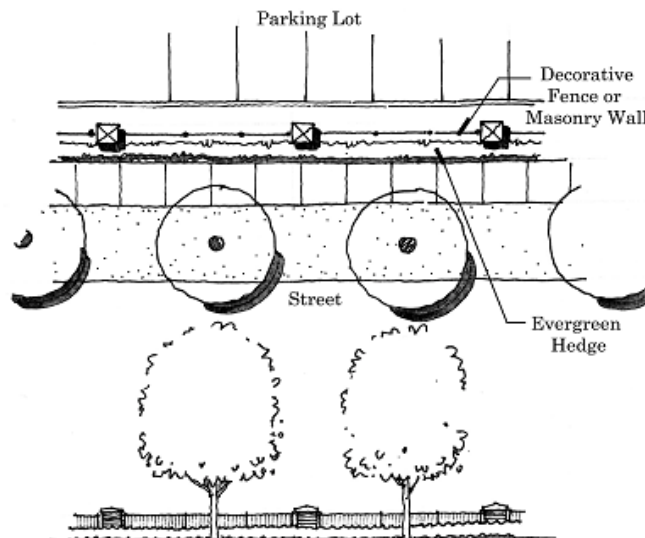 Parking Lot
Decorative
Fence or
Masonry Wall
Street
Evergreen
Hedge